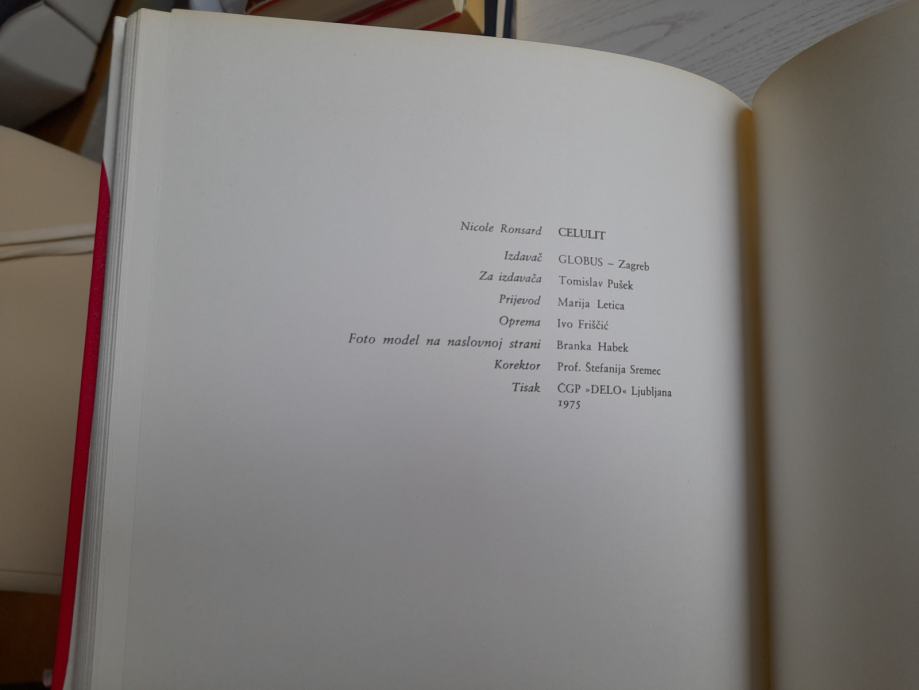 Nicole Ronsard CELULIT
Izdavač GLOBUS – Zagreb
Za izdavača Tomislav Pušek
Prijevod Marija Letica
Oprema Ivo Friščić
Foto model na naslovnoj strani Branka Habek
Korektor Prof. Štefanija Sremec
Tisak ČGP »DELO« Ljubljana
1975